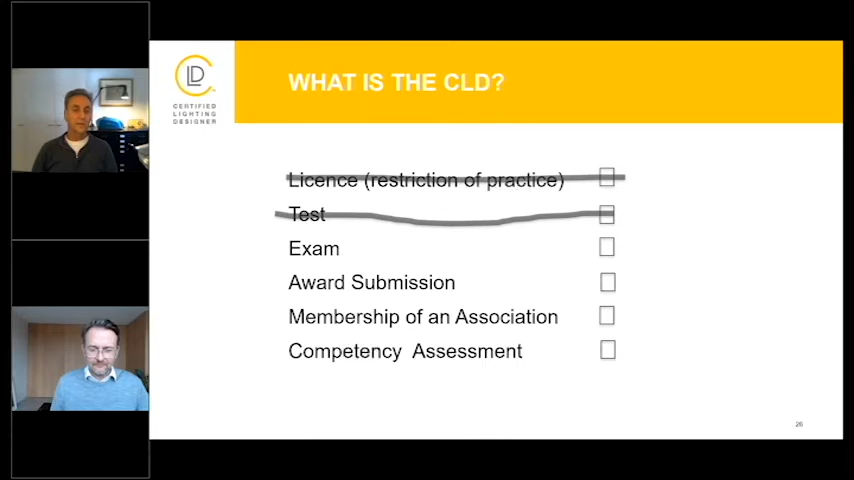 CLD
CERTIFIED
LIGHTING
DESIGNER
WHAT IS THE CLD?
Licence (restriction of practice)
Test
Exam
Award Submission
Membership of an Association
Competency Assessment
26